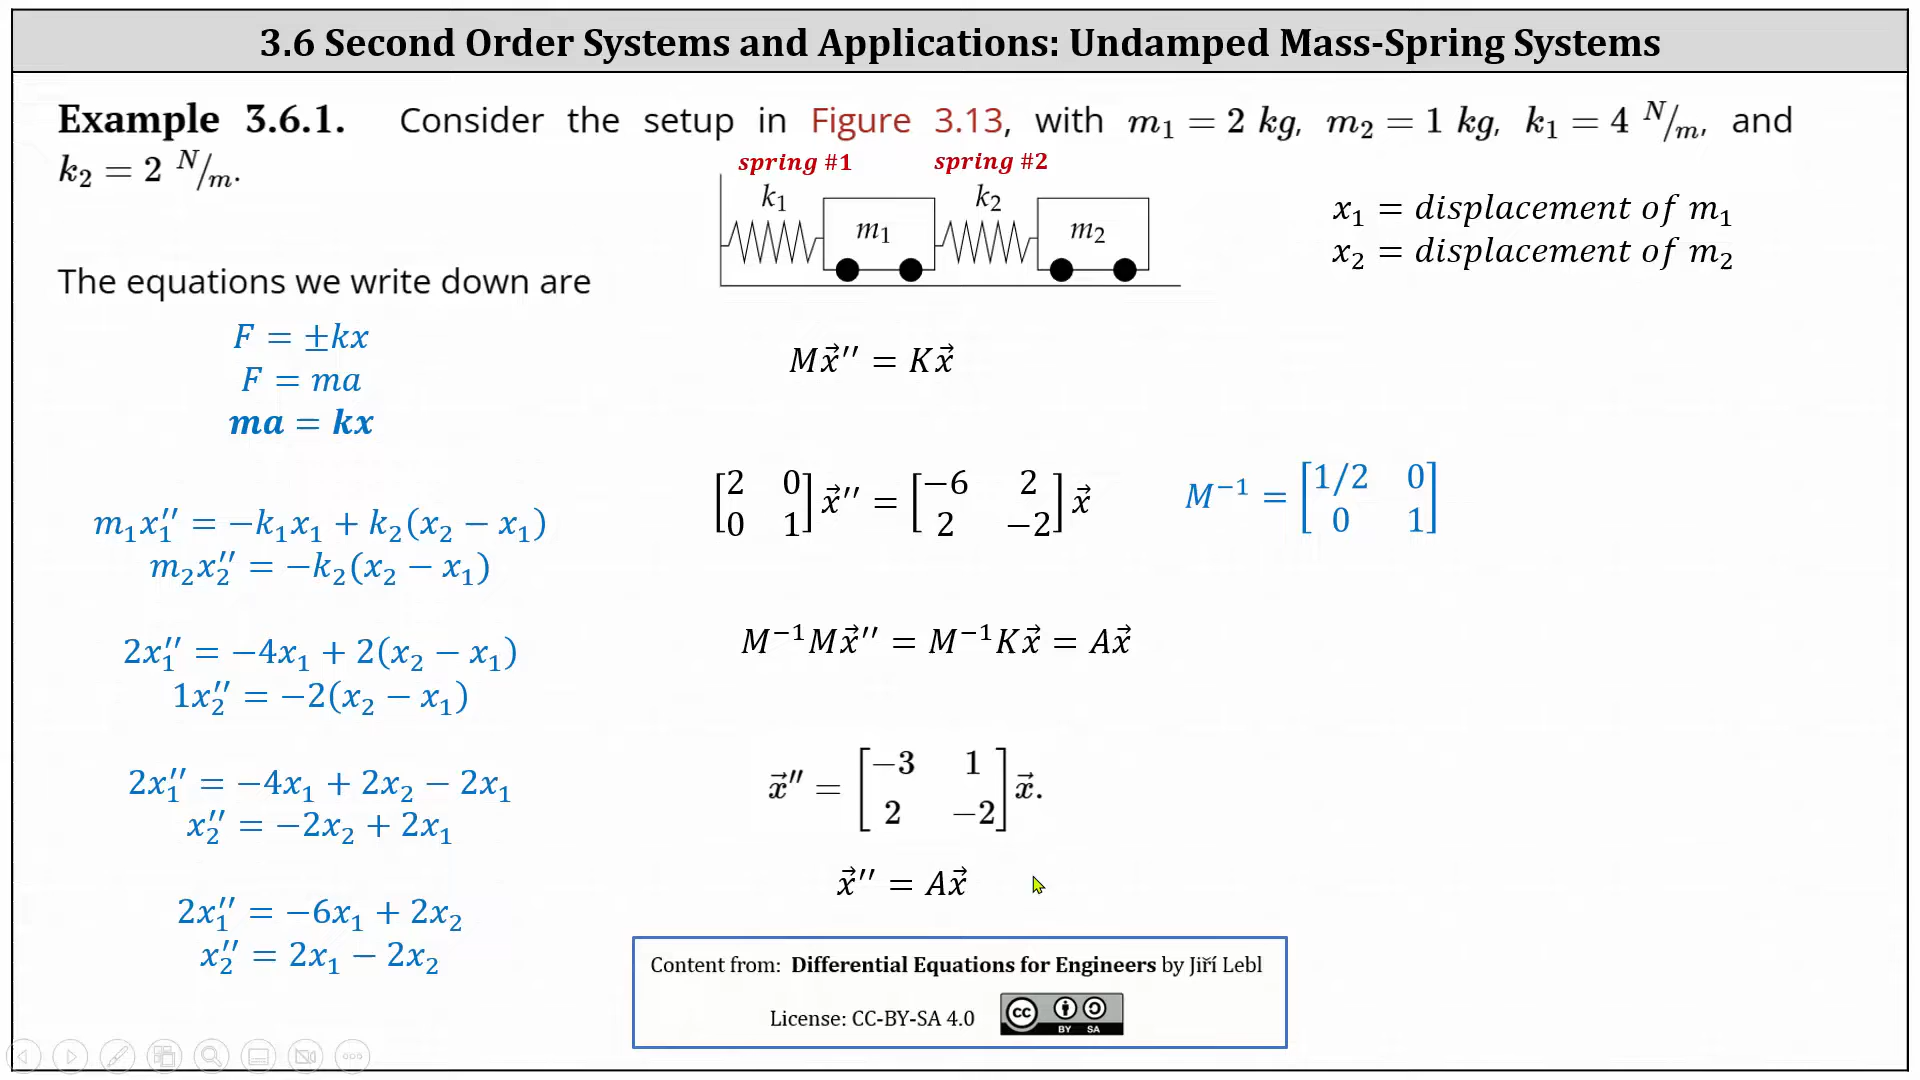 3.6 Second Order Systems and Applications: Undamped Mass-Spring Systems
Example 3.6.1. Consider the setup in Figure 3.13, with m₁ = 2 kg, m₂ = 1 kg, k₁ = 4 N/m, and
k₂ = 2 N/m.
spring #1 spring #2
k₁ k₂
m₁ m₂
x₁ = displacement of m₁
x₂ = displacement of m₂
The equations we write down are
F = ±kx
F = ma
ma = kx
m₁x₁′′ = −k₁x₁ + k₂(x₂ − x₁)
m₂x₂′′ = −k₂(x₂ − x₁)
2x₁′′ = −4x₁ + 2(x₂ − x₁)
1x₂′′ = −2(x₂ − x₁)
2x₁′′ = −4x₁ + 2x₂ − 2x₁
x₂′′ = −2x₂ + 2x₁
2x₁′′ = −6x₁ + 2x₂
x₂′′ = 2x₁ − 2x₂
Mx⃗′′ = Kx⃗
[2 0; 0 1] x⃗′′ = [−6 2; 2 −2] x⃗
M⁻¹ = [1/2 0; 0 1]
M⁻¹Mx⃗′′ = M⁻¹Kx⃗ = Ax⃗
x⃗′′ = [−3 1; 2 −2] x⃗.
x⃗′′ = Ax⃗
Content from: Differential Equations for Engineers by Jiří Lebl
License: CC-BY-SA 4.0
cc BY SA